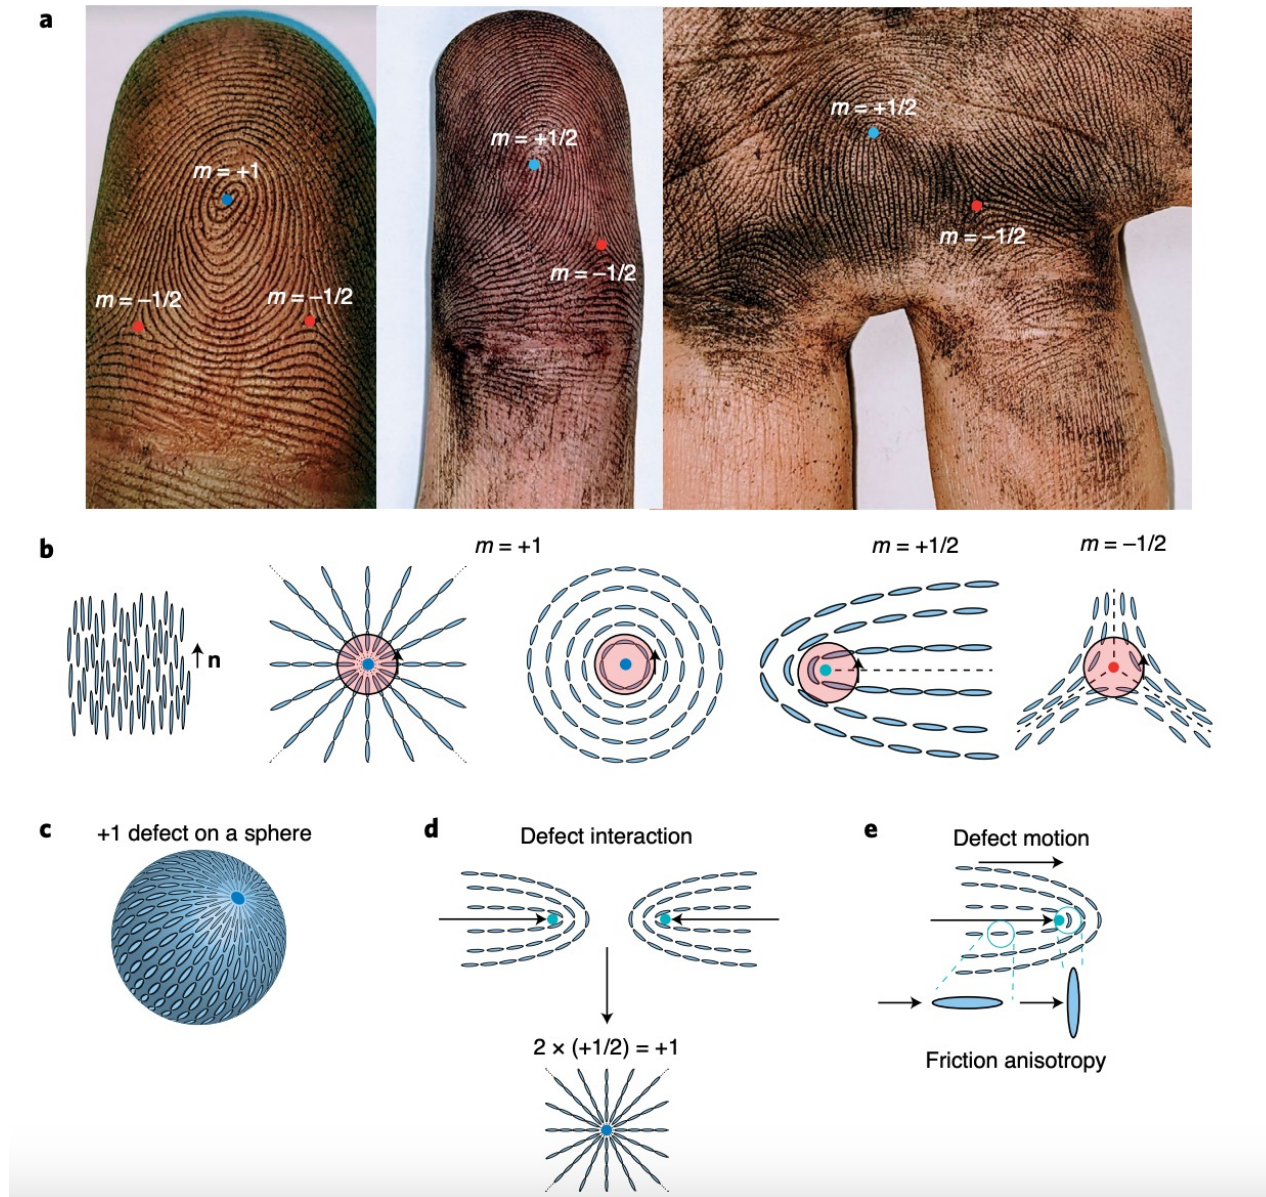 a
m = +1
m = –1/2
m = –1/2
m = +1/2
m = –1/2
m = +1/2
m = –1/2
b
m = +1
m = +1/2
m = –1/2
n
c
+1 defect on a sphere
d
Defect interaction
2 × (+1/2) = +1
e
Defect motion
Friction anisotropy